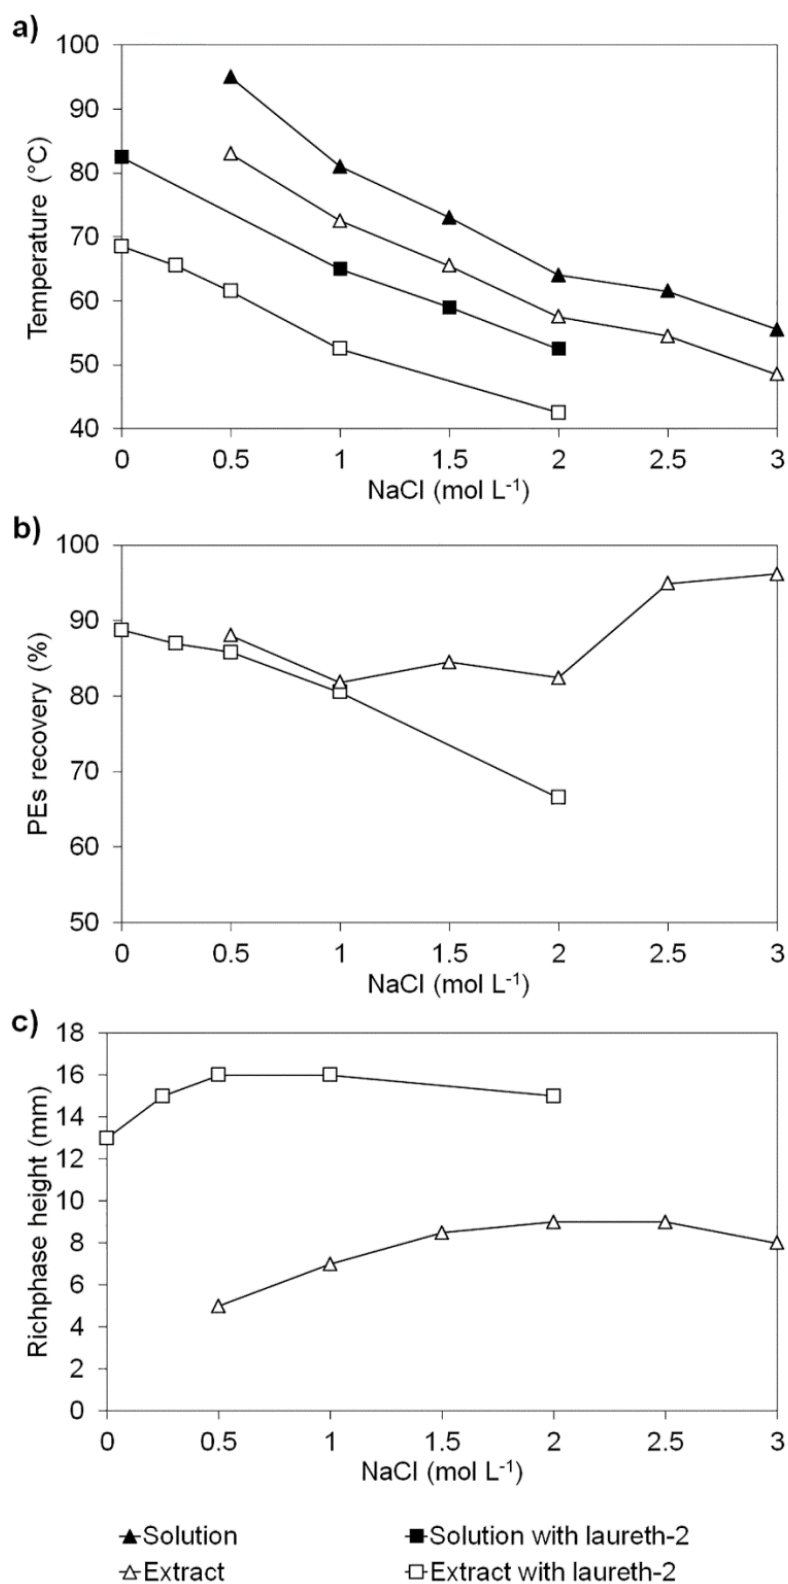 a)
100
90
80
70
60
50
40
Temperature (°C)
0 0.5 1 1.5 2 2.5 3
NaCl (mol L⁻¹)
b)
100
90
80
70
60
50
PEs recovery (%)
0 0.5 1 1.5 2 2.5 3
NaCl (mol L⁻¹)
c)
18
16
14
12
10
8
6
4
2
0
Richphase height (mm)
0 0.5 1 1.5 2 2.5 3
NaCl (mol L⁻¹)
Solution Solution with laureth-2
Extract Extract with laureth-2